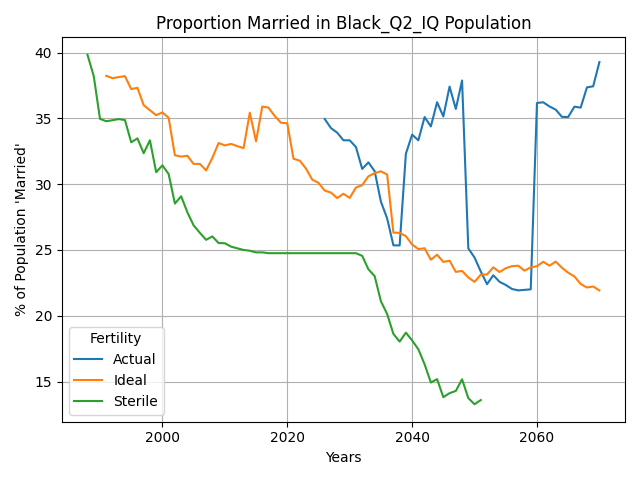 Proportion Married in Black_Q2_IQ Population
% of Population 'Married'
40
35
30
25
20
15
Fertility
Actual
Ideal
Sterile
2000
2020
2040
2060
Years